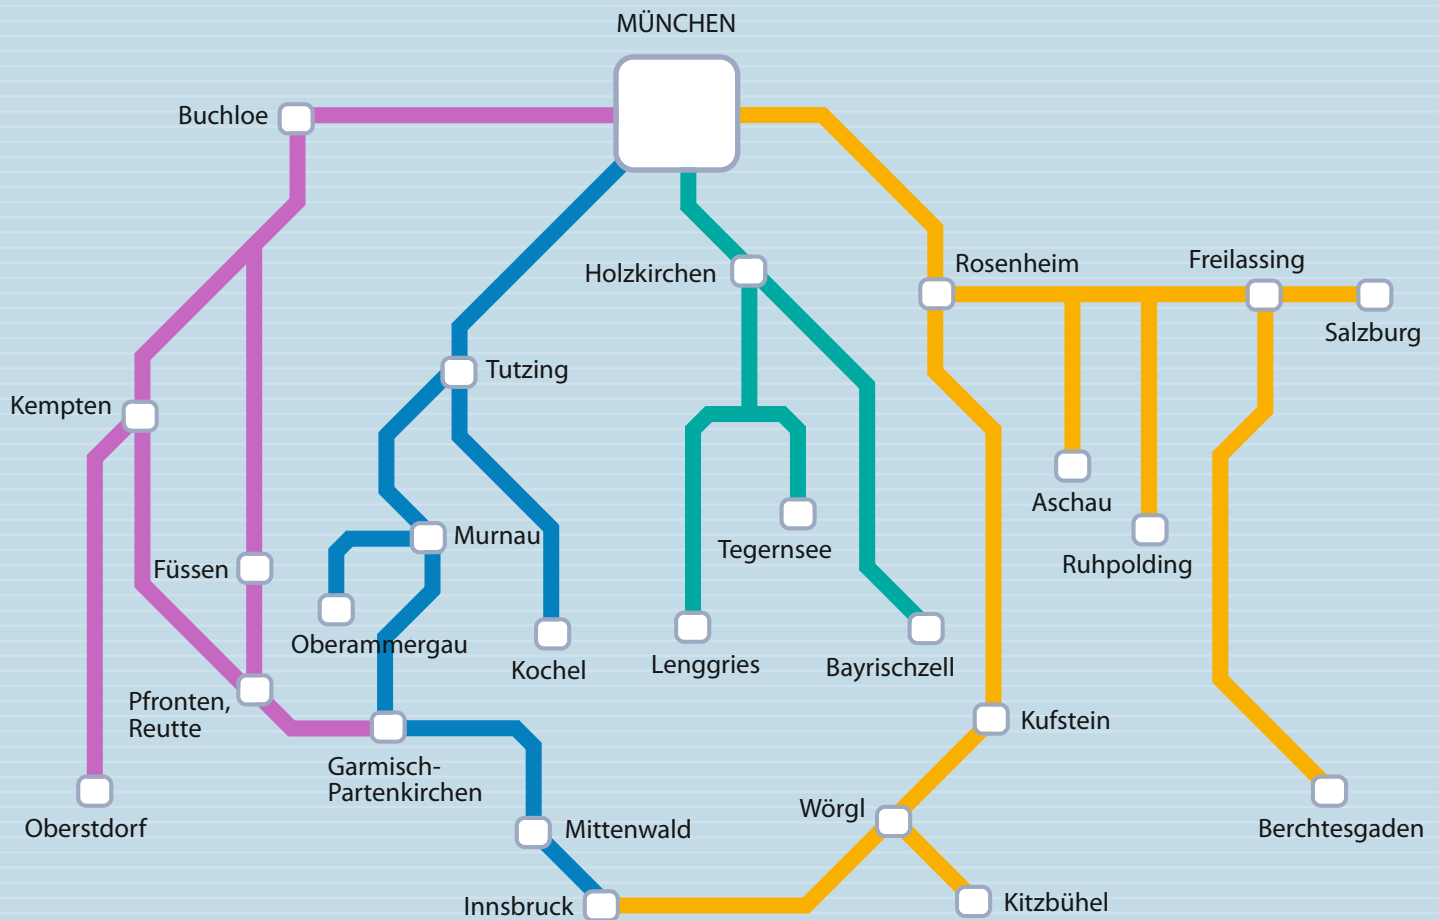 MÜNCHEN
Buchloe
Rosenheim
Freilassing
Holzkirchen
Salzburg
Tutzing
Kempten
Aschau
Murnau
Tegernsee
Ruhpolding
Füssen
Oberammergau
Kochel
Lenggries
Bayrischzell
Pfronten,
Reutte
Kufstein
Garmisch-
Partenkirchen
Wörgl
Oberstdorf
Mittenwald
Berchtesgaden
Innsbruck
Kitzbühel